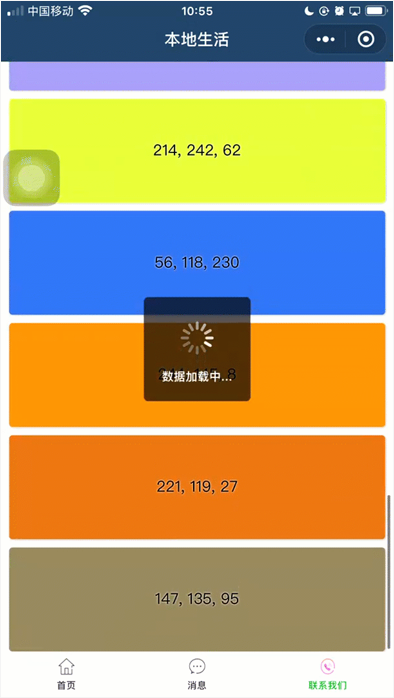 中国移动
10:55
本地生活
214, 242, 62
56, 118, 230
数据加载中...
221, 119, 27
147, 135, 95
首页
消息
联系我们